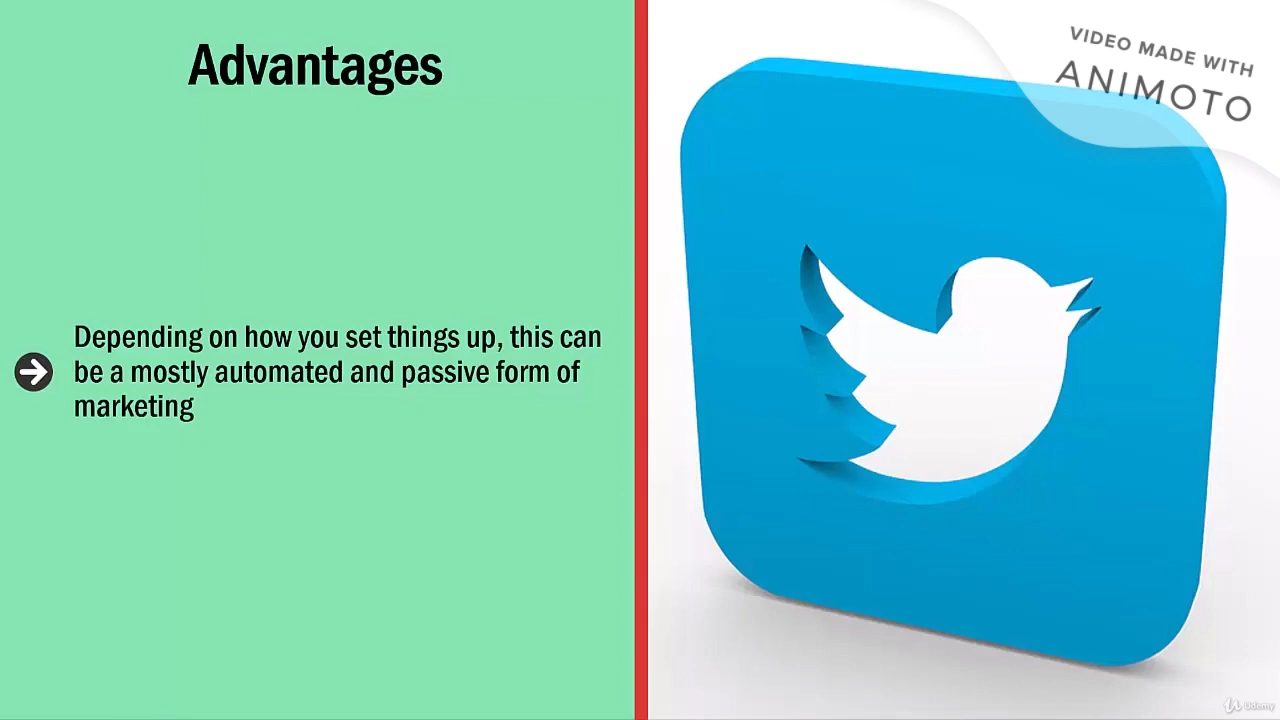 Advantages
VIDEO MADE WITH
ANIMOTO
Depending on how you set things up, this can
be a mostly automated and passive form of
marketing
Udemy